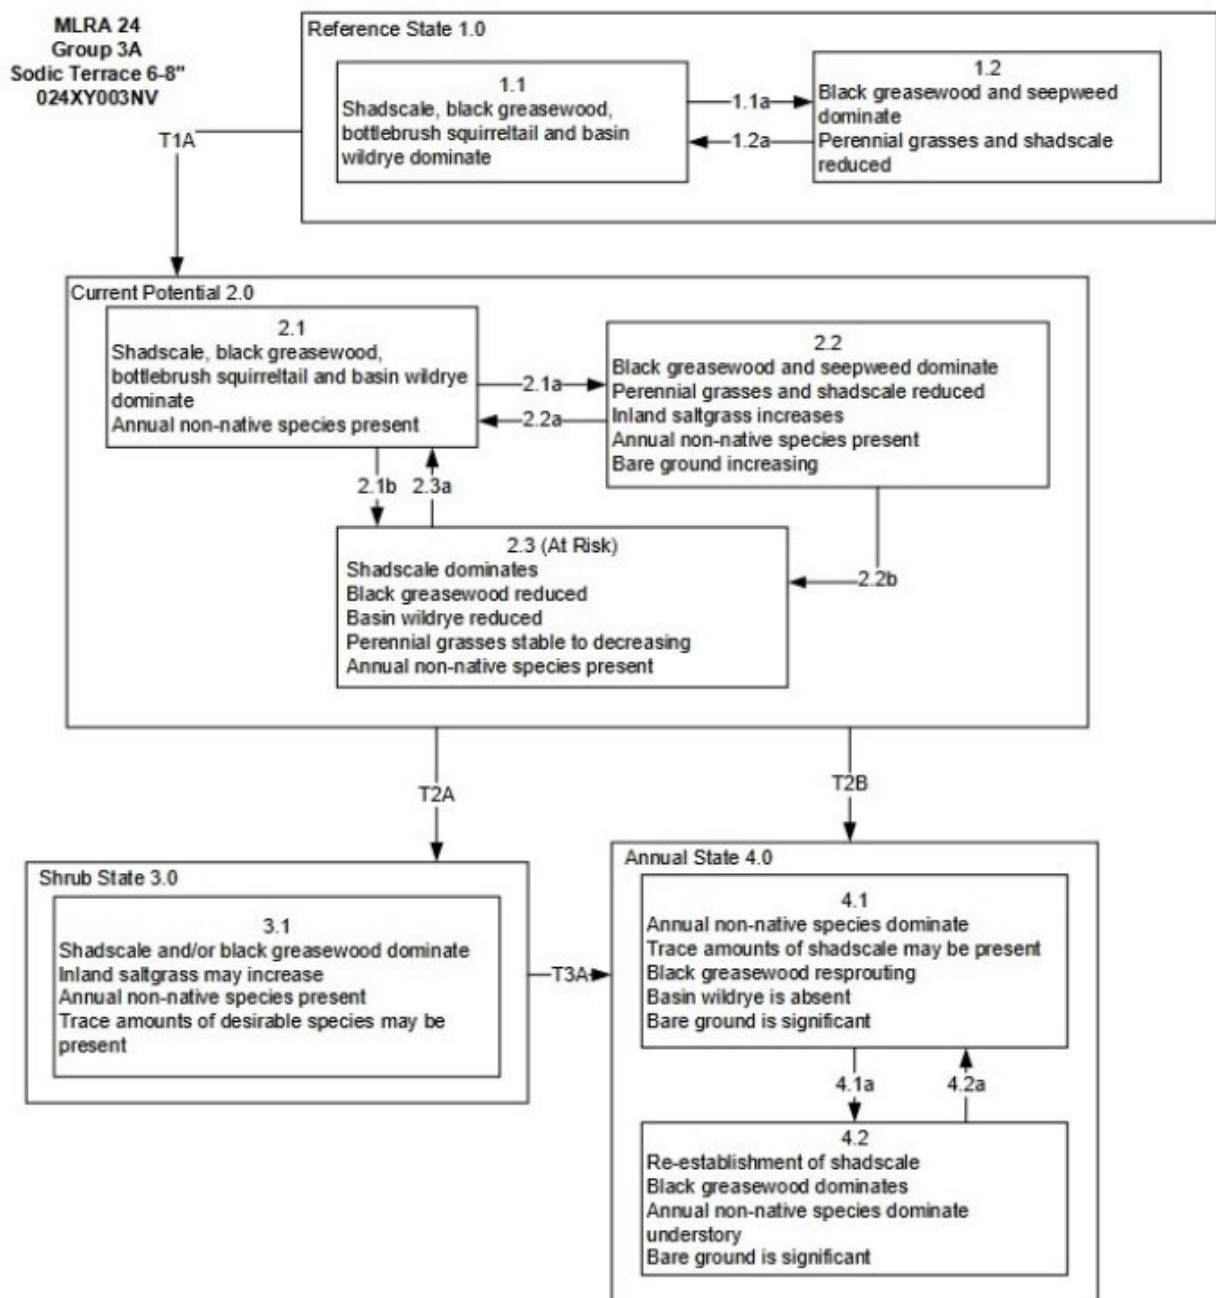 MLRA 24
Group 3A
Sodic Terrace 6-8"
024XY003NV
Reference State 1.0
1.1
Shadscale, black greasewood,
bottlebrush squirreltail and basin
wildrye dominate
1.1a
1.2a
1.2
Black greasewood and seepweed
dominate
Perennial grasses and shadscale
reduced
T1A
Current Potential 2.0
2.1
Shadscale, black greasewood,
bottlebrush squirreltail and basin wildrye
dominate
Annual non-native species present
2.1a
2.2a
2.2
Black greasewood and seepweed dominate
Perennial grasses and shadscale reduced
Inland saltgrass increases
Annual non-native species present
Bare ground increasing
2.1b
2.3a
2.2b
2.3 (At Risk)
Shadscale dominates
Black greasewood reduced
Basin wildrye reduced
Perennial grasses stable to decreasing
Annual non-native species present
T2A
T2B
Shrub State 3.0
3.1
Shadscale and/or black greasewood dominate
Inland saltgrass may increase
Annual non-native species present
Trace amounts of desirable species may be
present
T3A
Annual State 4.0
4.1
Annual non-native species dominate
Trace amounts of shadscale may be present
Black greasewood resprouting
Basin wildrye is absent
Bare ground is significant
4.1a
4.2a
4.2
Re-establishment of shadscale
Black greasewood dominates
Annual non-native species dominate
understory
Bare ground is significant